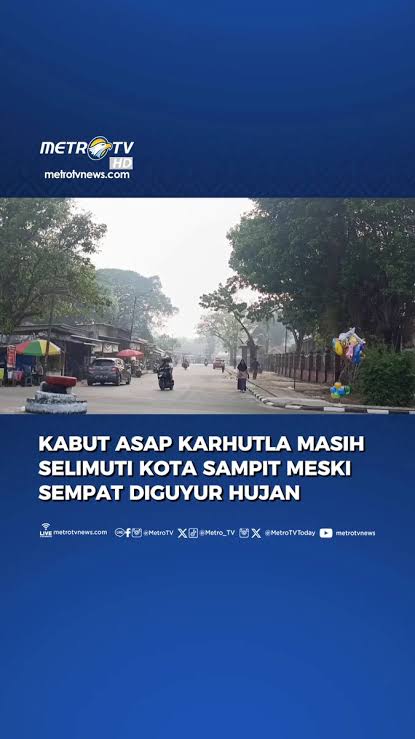 METRO TV
HD
metrotvnews.com
KABUT ASAP KARHUTLA MASIH
SELIMUTI KOTA SAMPIT MESKI
SEMPAT DIGUYUR HUJAN
LIVE metrotvnews.com @MetroTV @Metro_TV @MetroTVToday metrotvnews